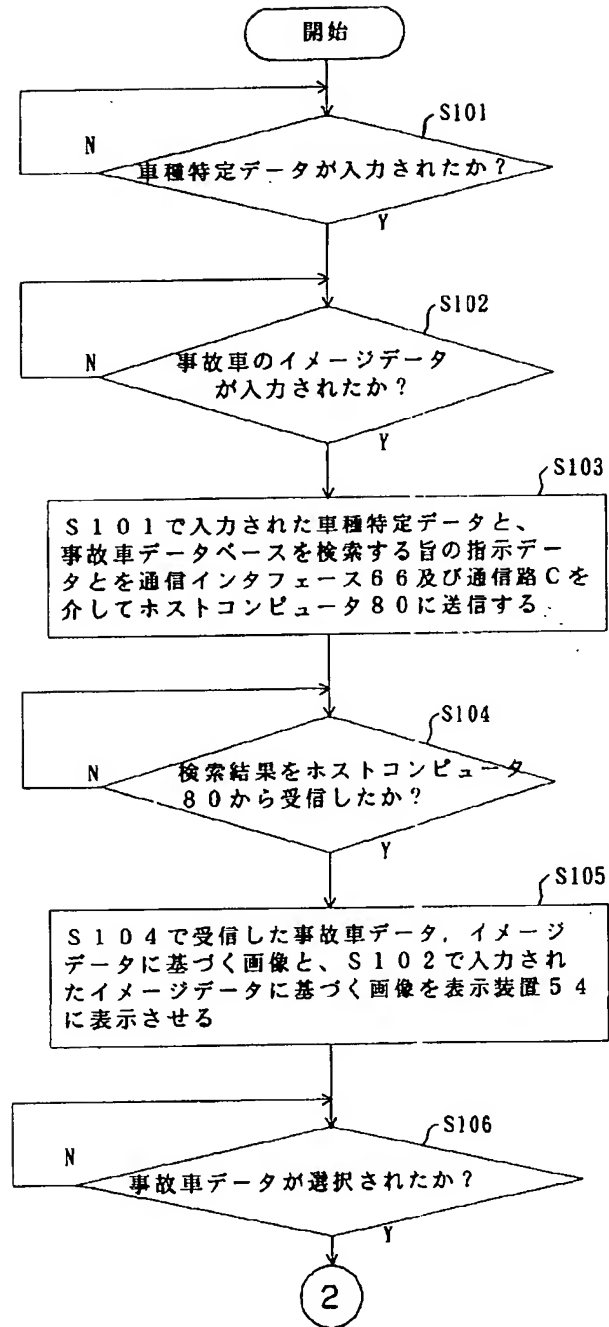 開始
S101
N
車種特定データが入力されたか？
Y
S102
N
事故車のイメージデータ
が入力されたか？
Y
S103
S101で入力された車種特定データと、
事故車データベースを検索する旨の指示デー
タとを通信インタフェース66及び通信路Cを
介してホストコンピュータ80に送信する
S104
N
検索結果をホストコンピュータ
80から受信したか？
Y
S105
S104で受信した事故車データ，イメージ
データに基づく画像と、S102で入力され
たイメージデータに基づく画像を表示装置54
に表示させる
S106
N
事故車データが選択されたか？
Y
2